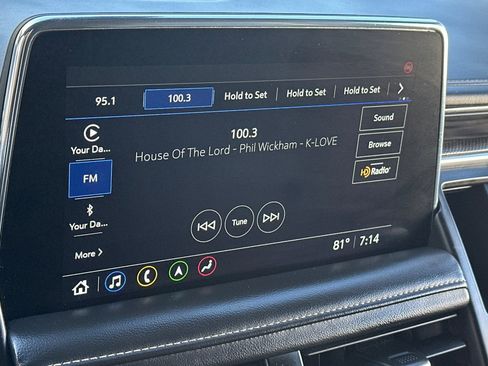 95.1 100.3 Hold to Set Hold to Set Hold to Set
Your Da...
FM
Your Da...
More
100.3
House Of The Lord - Phil Wickham - K-LOVE
Tune
Sound
Browse
HD Radio
81° 7:14